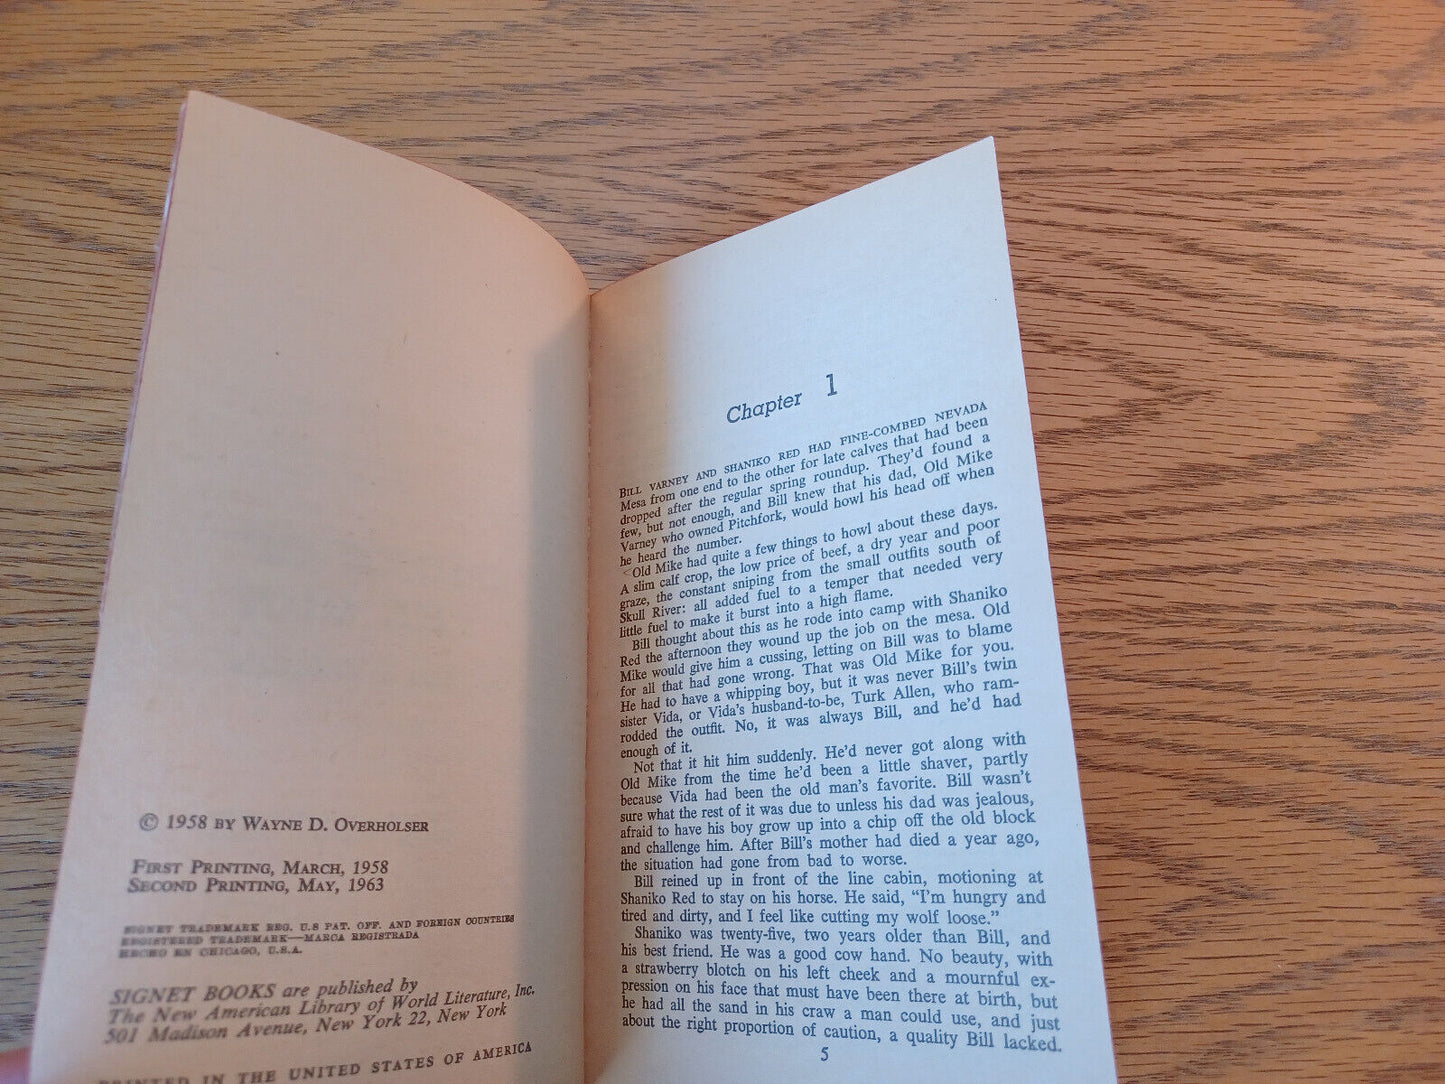 © 1958 BY WAYNE D. OVERHOLSER
FIRST PRINTING, MARCH, 1958
SECOND PRINTING, MAY, 1963
SIGNET TRADEMARK REG. U.S PAT. OFF. AND FOREIGN COUNTRIES
REGISTERED TRADEMARK—MARCA REGISTRADA
HECHO EN CHICAGO, U.S.A.
SIGNET BOOKS are published by
The New American Library of World Literature, Inc.
501 Madison Avenue, New York 22, New York
PRINTED IN THE UNITED STATES OF AMERICA
Chapter 1
BILL VARNEY AND SHANIKO RED HAD FINE-COMBED NEVADA
Mesa from one end to the other for late calves that had been
dropped after the regular spring roundup. They'd found a
few, but not enough, and Bill knew that his dad, Old Mike
Varney who owned Pitchfork, would howl his head off when
he heard the number.
Old Mike had quite a few things to howl about these days.
A slim calf crop, the low price of beef, a dry year and poor
graze, the constant sniping from the small outfits south of
Skull River: all added fuel to a temper that needed very
little fuel to make it burst into a high flame.
Bill thought about this as he rode into camp with Shaniko
Red the afternoon they wound up the job on the mesa. Old
Mike would give him a cussing, letting on Bill was to blame
for all that had gone wrong. That was Old Mike for you.
He had to have a whipping boy, but it was never Bill's twin
sister Vida, or Vida's husband-to-be, Turk Allen, who ram-
rodded the outfit. No, it was always Bill, and he'd had
enough of it.
Not that it hit him suddenly. He'd never got along with
Old Mike from the time he'd been a little shaver, partly
because Vida had been the old man's favorite. Bill wasn't
sure what the rest of it was due to unless his dad was jealous,
afraid to have his boy grow up into a chip off the old block
and challenge him. After Bill's mother had died a year ago,
the situation had gone from bad to worse.
Bill reined up in front of the line cabin, motioning at
Shaniko Red to stay on his horse. He said, "I'm hungry and
tired and dirty, and I feel like cutting my wolf loose."
Shaniko was twenty-five, two years older than Bill, and
his best friend. He was a good cow hand. No beauty, with
a strawberry blotch on his left cheek and a mournful ex-
pression on his face that must have been there at birth, but
he had all the sand in his craw a man could use, and just
about the right proportion of caution, a quality Bill lacked.
5